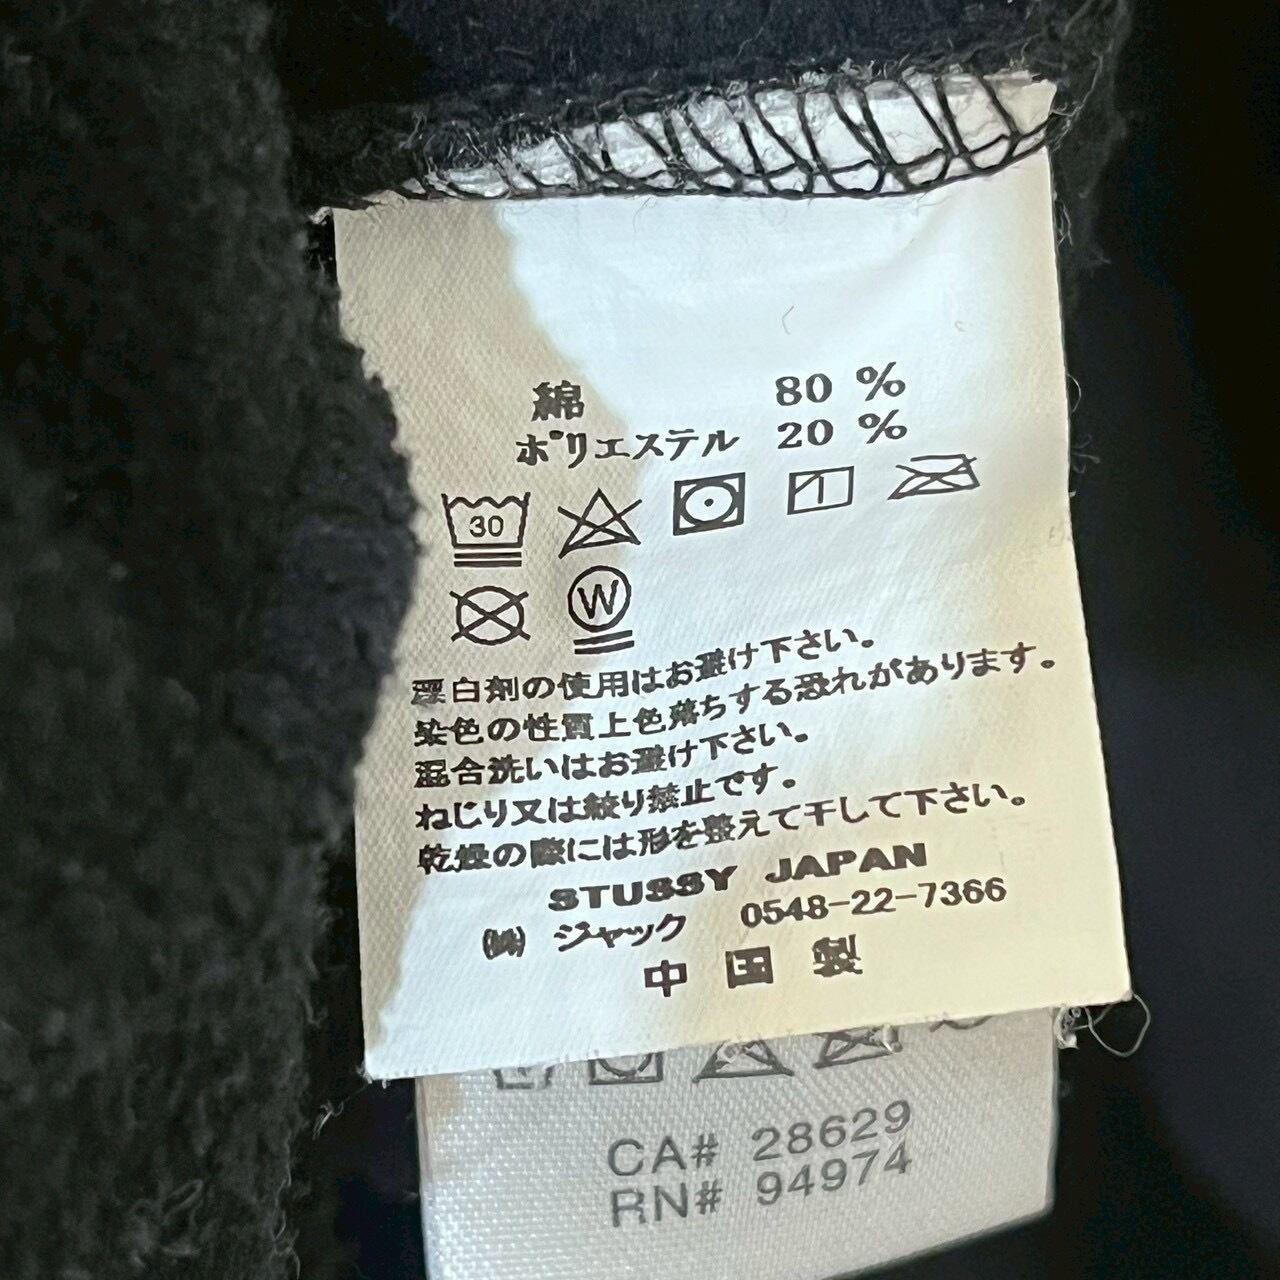 綿 80 %
ポリエステル 20 %
30
W
漂白剤の使用はお避け下さい。
染色の性質上色落ちする恐れがあります。
混合洗いはお避け下さい。
ねじり又は絞り禁止です。
乾燥の際には形を整えて干して下さい。
STUSSY JAPAN
㈱ ジャック 0548-22-7366
中国製
CA# 28629
RN# 94974